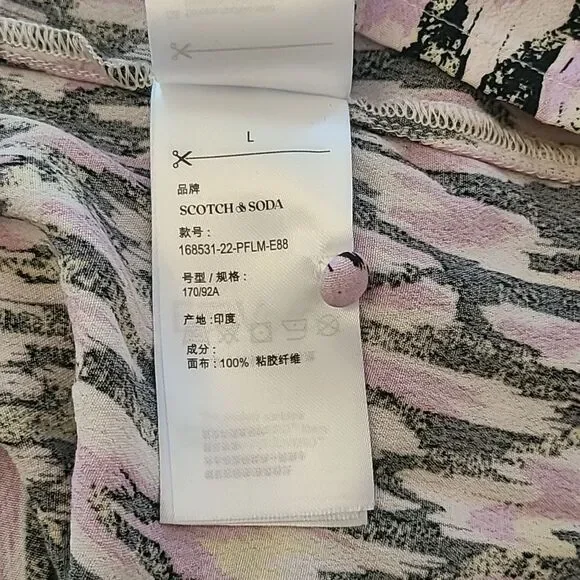 L
品牌
SCOTCH & SODA
款号：
168531-22-PFLM-E88
号型 / 规格：
170/92A
产地 :印度
成分：
面布：100% 粘胶纤维